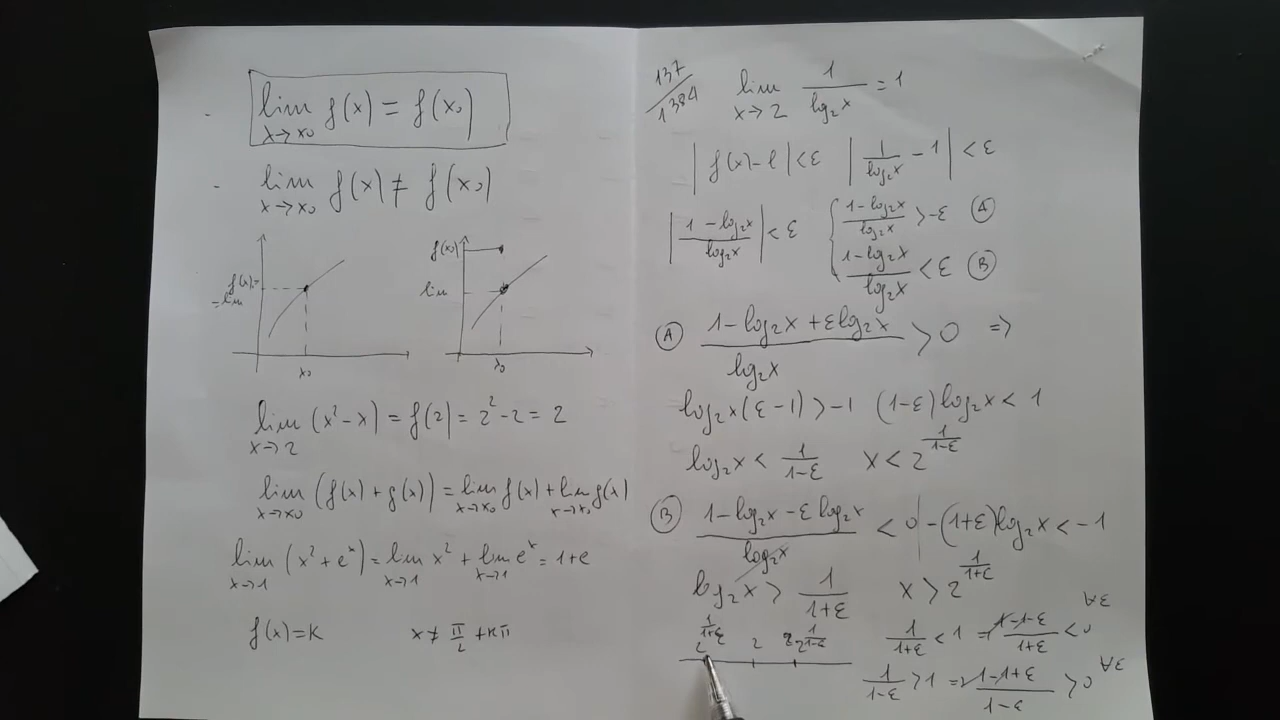 lim f(x) = f(x₀)
x→x₀
lim f(x) ≠ f(x₀)
x→x₀
f(x₀)=
=lim
x₀
f(x₀)
lim
x₀
lim (x²-x) = f(2) = 2²-2 = 2
x→2
lim (f(x) + g(x)) = lim f(x) + lim g(x)
x→x₀ x→x₀ x→x₀
lim (x²+eˣ) = lim x² + lim eˣ = 1+e
x→1 x→1 x→1
f(x)=k x ≠ π/2 + kπ
137/1384
lim 1/log₂x = 1
x→2
|f(x)-l|<ε |1/log₂x - 1| < ε
|(1-log₂x)/log₂x| < ε
{ (1-log₂x)/log₂x > -ε Ⓐ
(1-log₂x)/log₂x < ε Ⓑ
Ⓐ (1-log₂x+εlog₂x)/log₂x > 0 =>
log₂x(ε-1) > -1 (1-ε)log₂x < 1
log₂x < 1/(1-ε) x < 2^(1/(1-ε))
Ⓑ (1-log₂x-εlog₂x)/log₂x < 0 -(1+ε)log₂x < -1
log₂x > 1/(1+ε) x > 2^(1/(1+ε))
2^(1/(1+ε)) 2 2^(1/(1-ε))
1/(1+ε) < 1 = (1-1-ε)/(1+ε) < 0 ∀ε
1/(1-ε) > 1 = (1-1+ε)/(1-ε) > 0 ∀ε